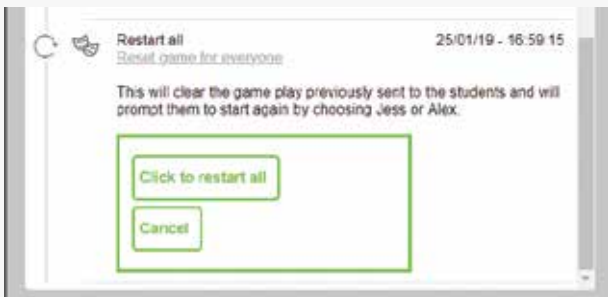 Restart all 25/01/19 - 16:59:15
Reset game for everyone
This will clear the game play previously sent to the students and will
prompt them to start again by choosing Jess or Alex.
Click to restart all
Cancel